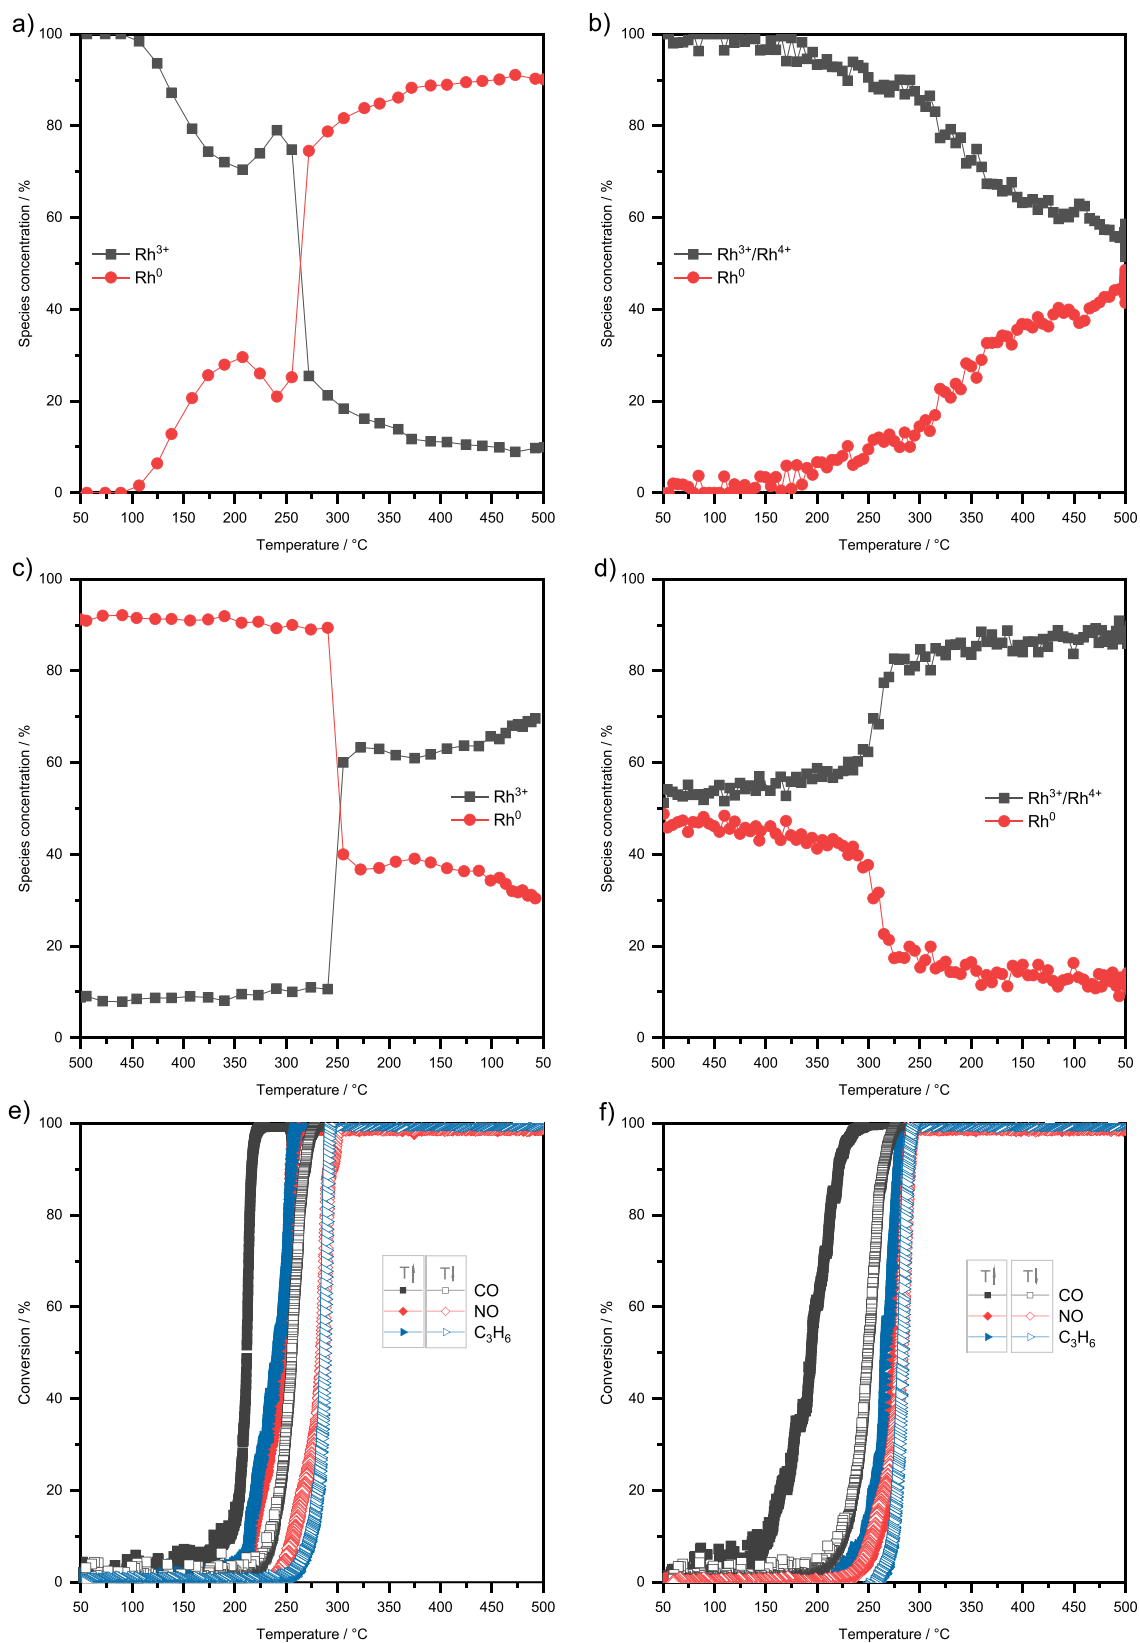 a)
100
80
60
40
20
0
Species concentration / %
Rh³⁺
Rh⁰
50 100 150 200 250 300 350 400 450 500
Temperature / °C
b)
100
80
60
40
20
0
Species concentration / %
Rh³⁺/Rh⁴⁺
Rh⁰
50 100 150 200 250 300 350 400 450 500
Temperature / °C
c)
100
80
60
40
20
0
Species concentration / %
Rh³⁺
Rh⁰
500 450 400 350 300 250 200 150 100 50
Temperature / °C
d)
100
80
60
40
20
0
Species concentration / %
Rh³⁺/Rh⁴⁺
Rh⁰
500 450 400 350 300 250 200 150 100 50
Temperature / °C
e)
100
80
60
40
20
0
Conversion / %
T↑ T↓
CO
NO
C₃H₆
50 100 150 200 250 300 350 400 450 500
Temperature / °C
f)
100
80
60
40
20
0
Conversion / %
T↑ T↓
CO
NO
C₃H₆
50 100 150 200 250 300 350 400 450 500
Temperature / °C